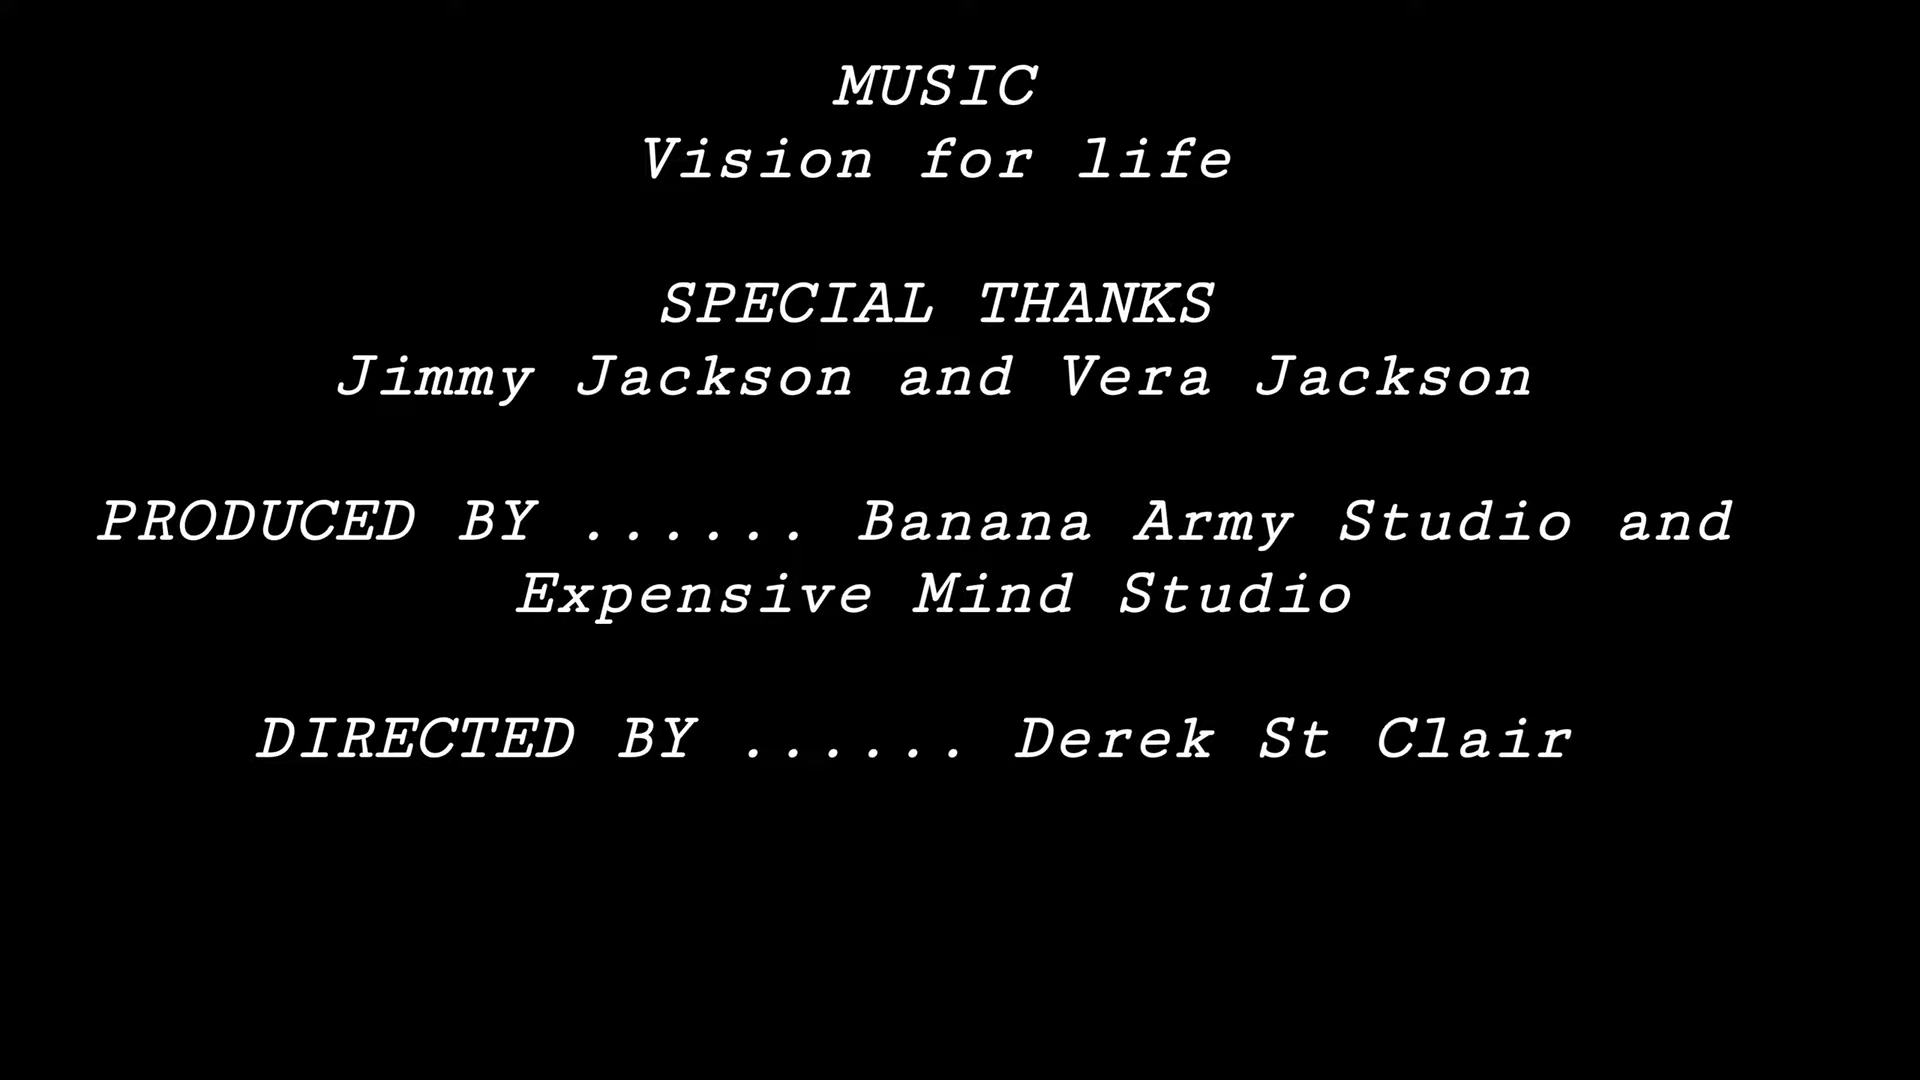 MUSIC
Vision for life
SPECIAL THANKS
Jimmy Jackson and Vera Jackson
PRODUCED BY ...... Banana Army Studio and
Expensive Mind Studio
DIRECTED BY ...... Derek St Clair